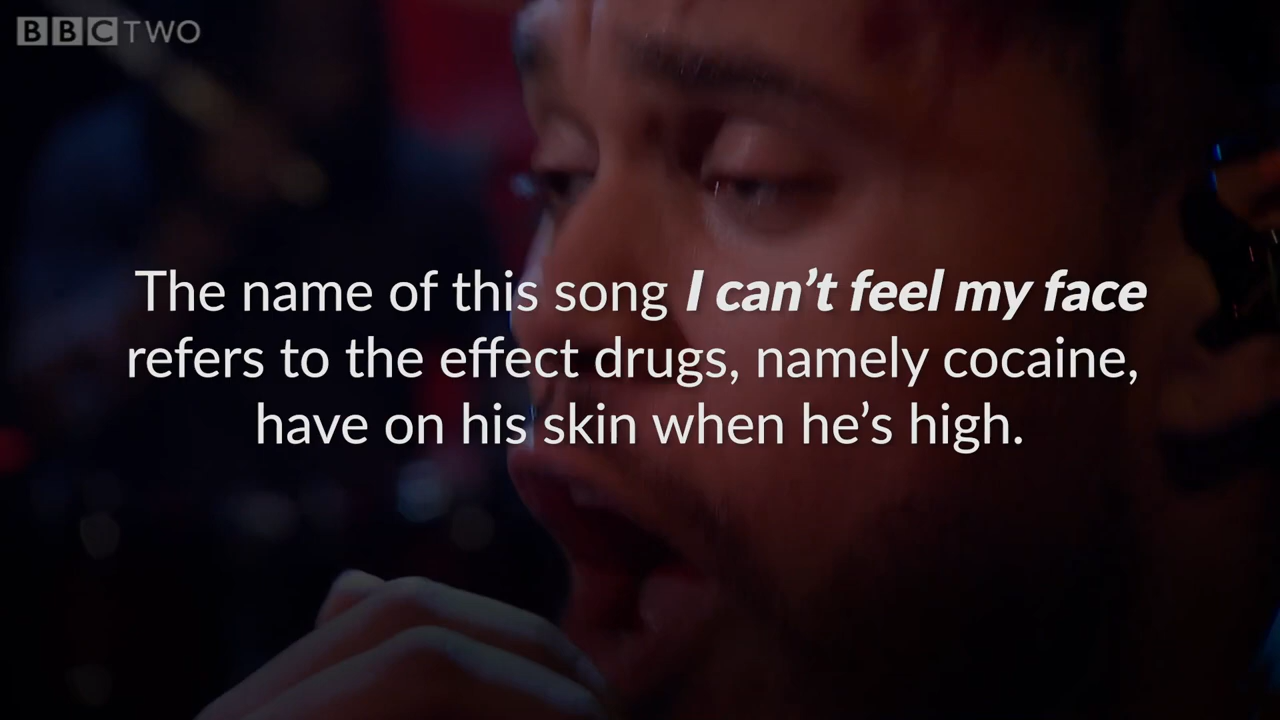 BBC TWO
The name of this song I can’t feel my face
refers to the effect drugs, namely cocaine,
have on his skin when he’s high.